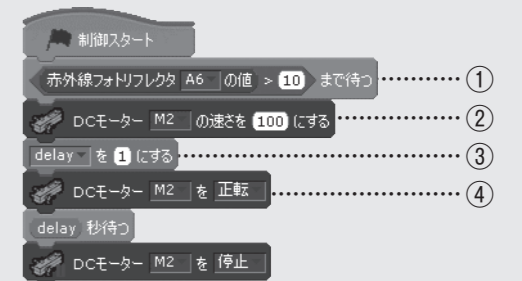 制御スタート
赤外線フォトリフレクタ A6 の値 > 10 まで待つ ………… ①
DCモーター M2 の速さを 100 にする ………………… ②
delay を 1 にする ………………………………………… ③
DCモーター M2 を 正転 ………………………… ④
delay 秒待つ
DCモーター M2 を 停止